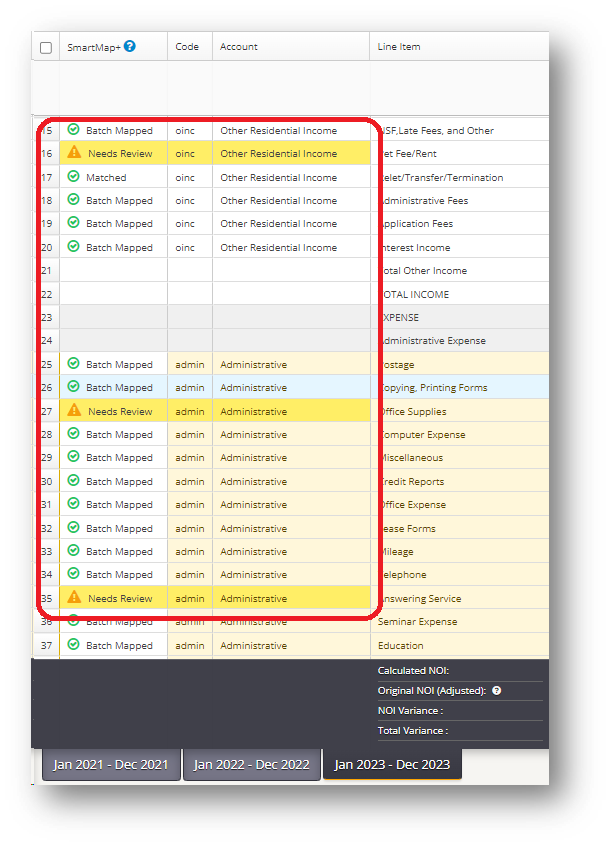 SmartMap+ ? Code Account Line Item
15 Batch Mapped oinc Other Residential Income NSF,Late Fees, and Other
16 Needs Review oinc Other Residential Income Pet Fee/Rent
17 Matched oinc Other Residential Income Relet/Transfer/Termination
18 Batch Mapped oinc Other Residential Income Administrative Fees
19 Batch Mapped oinc Other Residential Income Application Fees
20 Batch Mapped oinc Other Residential Income Interest Income
21 Total Other Income
22 TOTAL INCOME
23 EXPENSE
24 Administrative Expense
25 Batch Mapped admin Administrative Postage
26 Batch Mapped admin Administrative Copying, Printing Forms
27 Needs Review admin Administrative Office Supplies
28 Batch Mapped admin Administrative Computer Expense
29 Batch Mapped admin Administrative Miscellaneous
30 Batch Mapped admin Administrative Credit Reports
31 Batch Mapped admin Administrative Office Expense
32 Batch Mapped admin Administrative Lease Forms
33 Batch Mapped admin Administrative Mileage
34 Batch Mapped admin Administrative Telephone
35 Needs Review admin Administrative Answering Service
36 Batch Mapped admin Administrative Seminar Expense
37 Batch Mapped admin Administrative Education
Calculated NOI:
Original NOI (Adjusted): ?
NOI Variance :
Total Variance :
Jan 2021 - Dec 2021 Jan 2022 - Dec 2022 Jan 2023 - Dec 2023